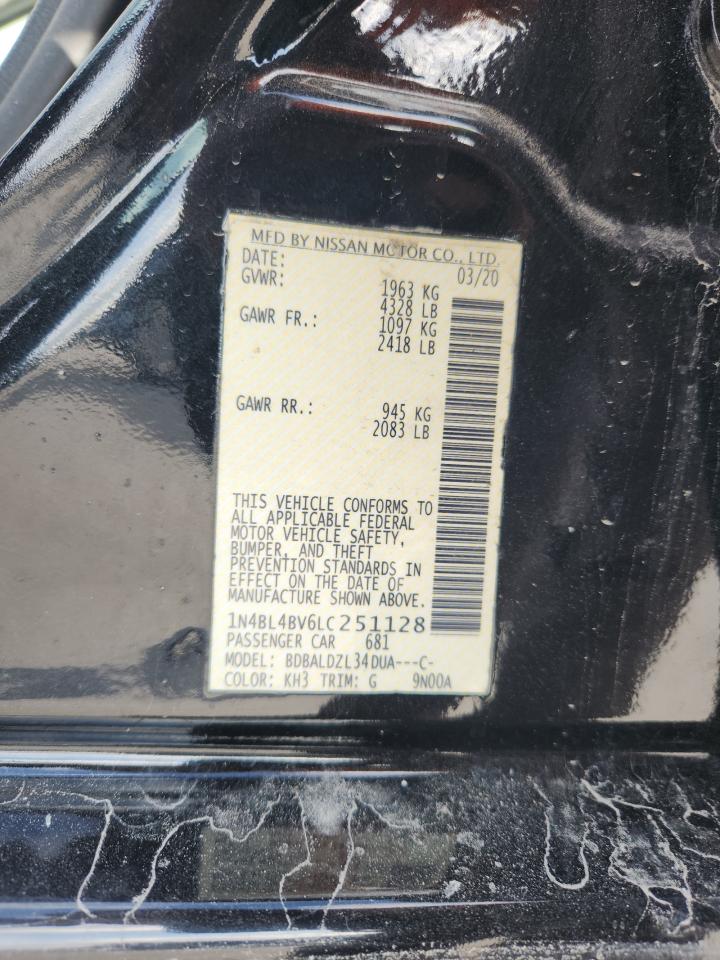 MFD BY NISSAN MOTOR CO., LTD.
DATE: 03/20
GVWR: 1963 KG
4328 LB
GAWR FR.: 1097 KG
2418 LB
GAWR RR.: 945 KG
2083 LB
THIS VEHICLE CONFORMS TO
ALL APPLICABLE FEDERAL
MOTOR VEHICLE SAFETY,
BUMPER, AND THEFT
PREVENTION STANDARDS IN
EFFECT ON THE DATE OF
MANUFACTURE SHOWN ABOVE.
1N4BL4BV6LC251128
PASSENGER CAR 681
MODEL: BDBALDZL34DUA---C-
COLOR: KH3 TRIM: G 9N00A